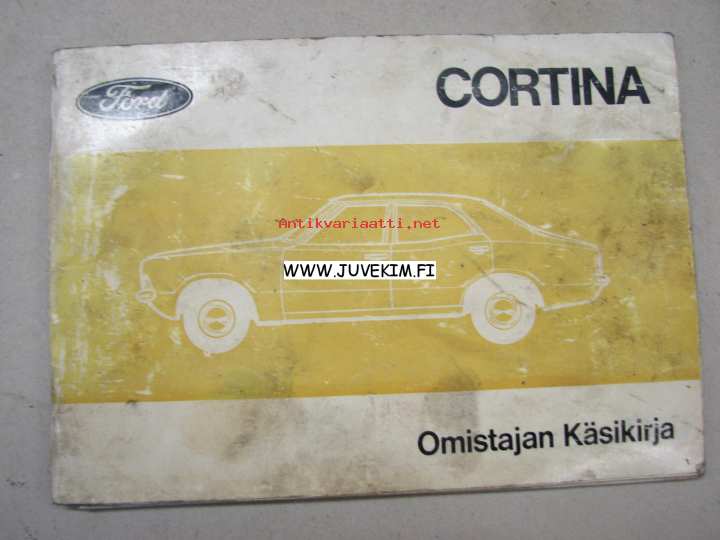 Ford
CORTINA
Antikvariaatti.net
WWW.JUVEKIM.FI
Omistajan Käsikirja